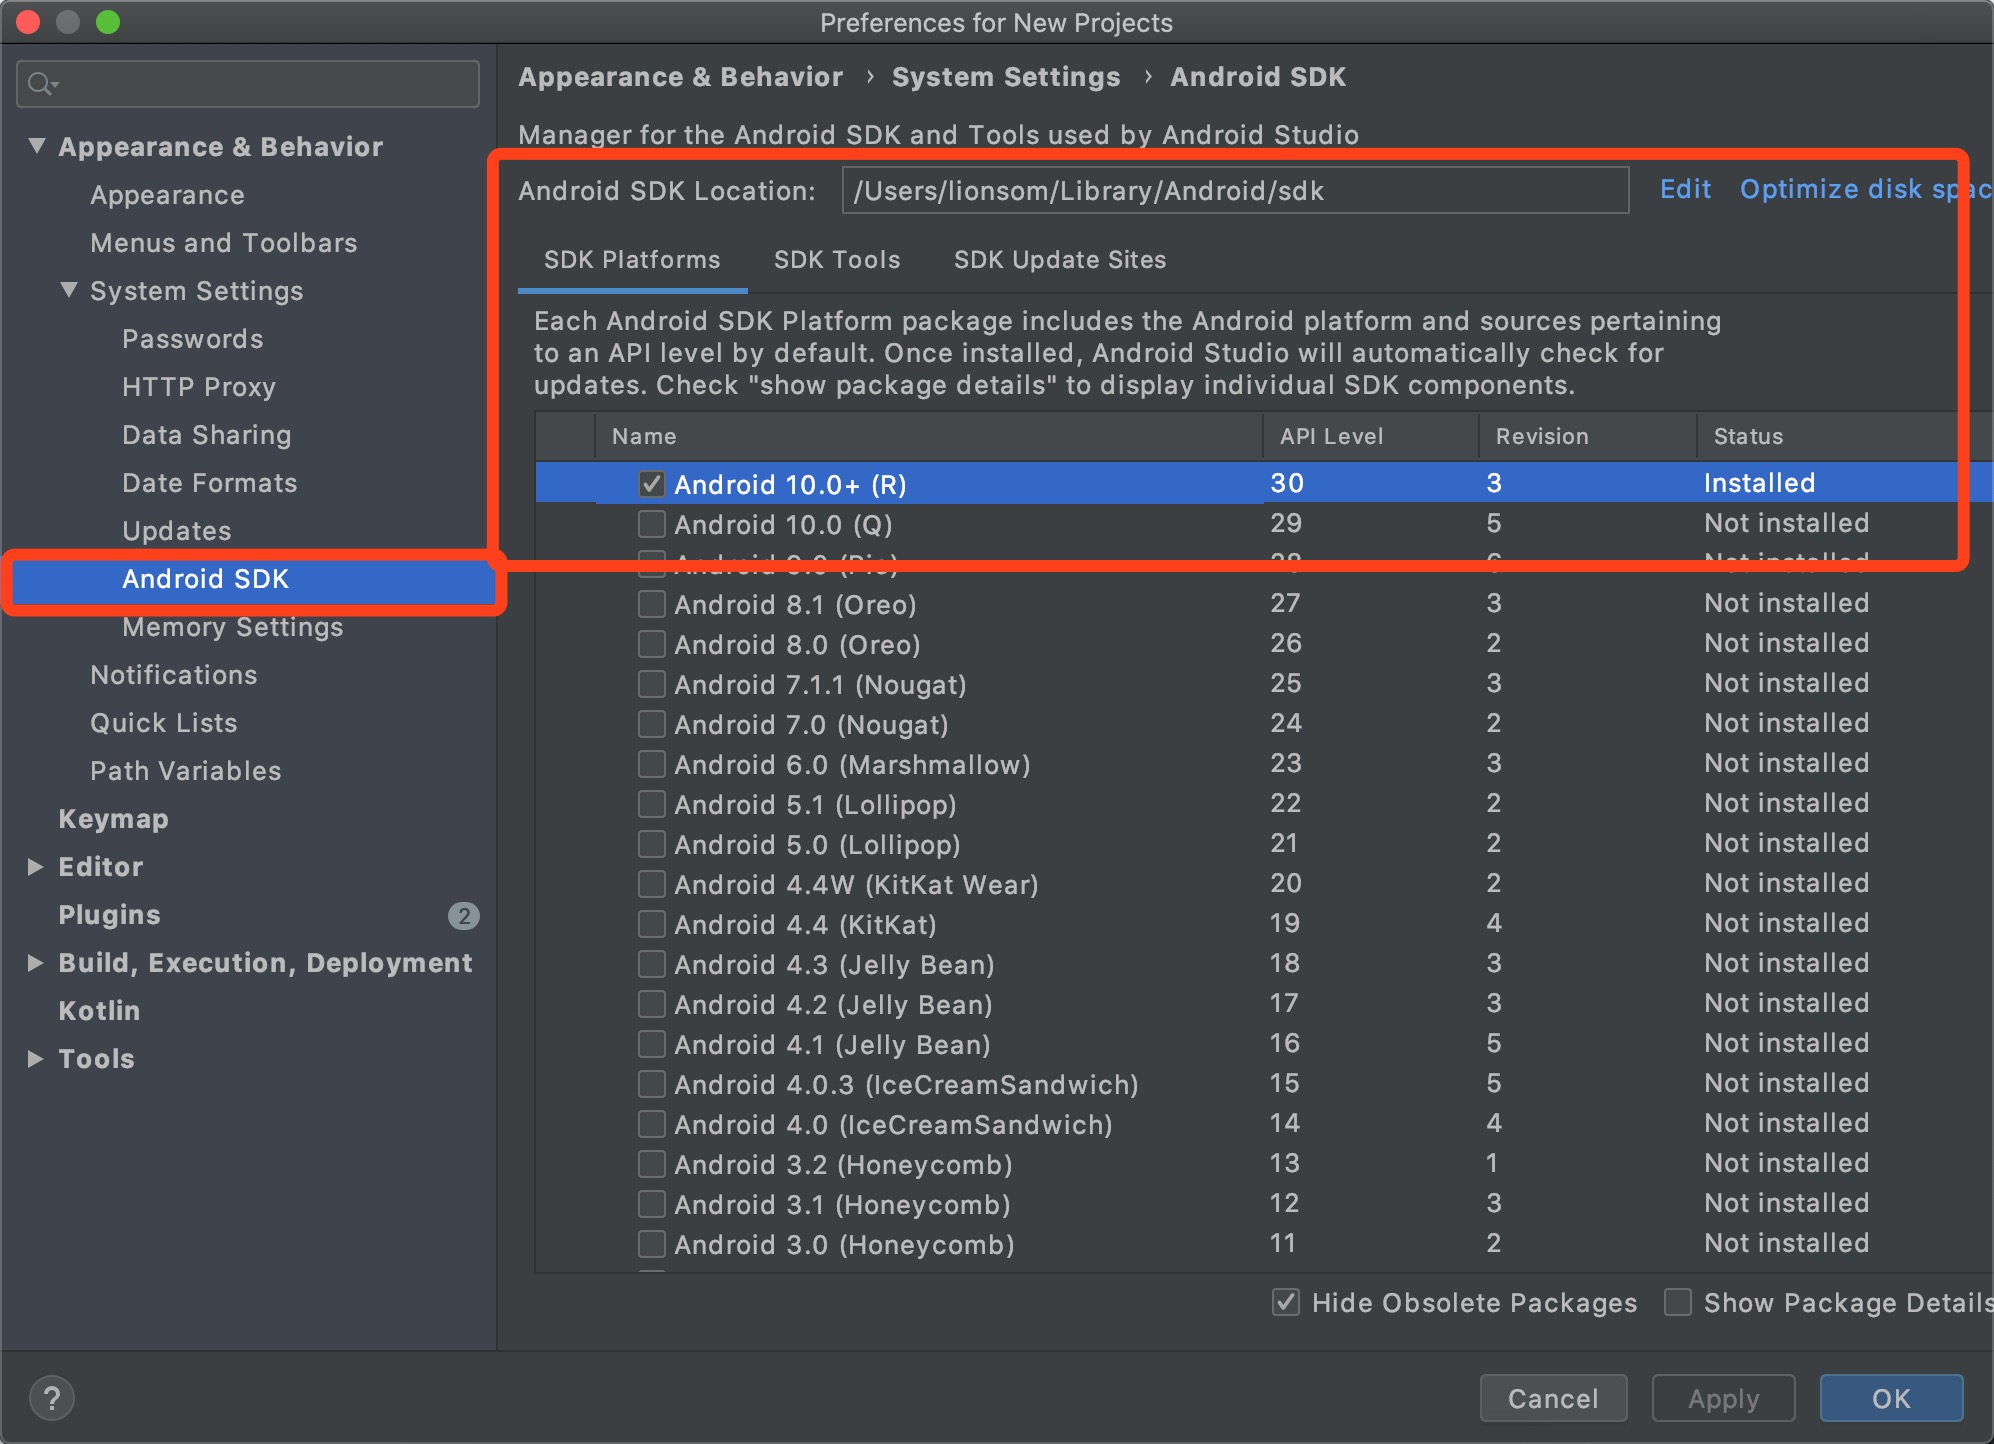 Preferences for New Projects
Appearance & Behavior
Appearance
Menus and Toolbars
System Settings
Passwords
HTTP Proxy
Data Sharing
Date Formats
Updates
Android SDK
Memory Settings
Notifications
Quick Lists
Path Variables
Keymap
Editor
Plugins 2
Build, Execution, Deployment
Kotlin
Tools
Appearance & Behavior › System Settings › Android SDK
Manager for the Android SDK and Tools used by Android Studio
Android SDK Location: /Users/lionsom/Library/Android/sdk Edit Optimize disk spac
SDK Platforms SDK Tools SDK Update Sites
Each Android SDK Platform package includes the Android platform and sources pertaining
to an API level by default. Once installed, Android Studio will automatically check for
updates. Check "show package details" to display individual SDK components.
Name API Level Revision Status
Android 10.0+ (R) 30 3 Installed
Android 10.0 (Q) 29 5 Not installed
Android 9.0 (Pie) 28 6 Not installed
Android 8.1 (Oreo) 27 3 Not installed
Android 8.0 (Oreo) 26 2 Not installed
Android 7.1.1 (Nougat) 25 3 Not installed
Android 7.0 (Nougat) 24 2 Not installed
Android 6.0 (Marshmallow) 23 3 Not installed
Android 5.1 (Lollipop) 22 2 Not installed
Android 5.0 (Lollipop) 21 2 Not installed
Android 4.4W (KitKat Wear) 20 2 Not installed
Android 4.4 (KitKat) 19 4 Not installed
Android 4.3 (Jelly Bean) 18 3 Not installed
Android 4.2 (Jelly Bean) 17 3 Not installed
Android 4.1 (Jelly Bean) 16 5 Not installed
Android 4.0.3 (IceCreamSandwich) 15 5 Not installed
Android 4.0 (IceCreamSandwich) 14 4 Not installed
Android 3.2 (Honeycomb) 13 1 Not installed
Android 3.1 (Honeycomb) 12 3 Not installed
Android 3.0 (Honeycomb) 11 2 Not installed
Hide Obsolete Packages Show Package Details
? Cancel Apply OK